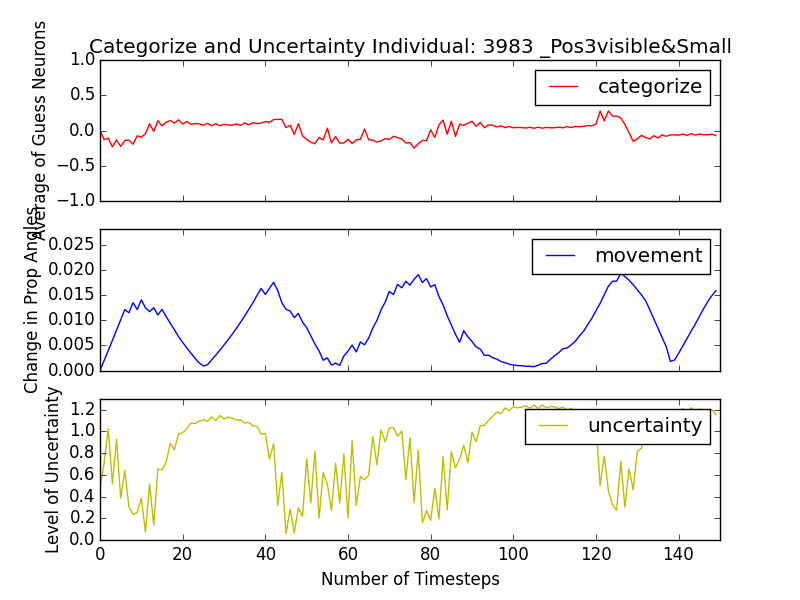 Categorize and Uncertainty Individual: 3983 _Pos3visible&Small
Average of Guess Neurons
1.0
0.5
0.0
−0.5
−1.0
categorize
Change in Prop Angles
0.025
0.020
0.015
0.010
0.005
0.000
movement
Level of Uncertainty
1.2
1.0
0.8
0.6
0.4
0.2
0.0
uncertainty
0 20 40 60 80 100 120 140
Number of Timesteps